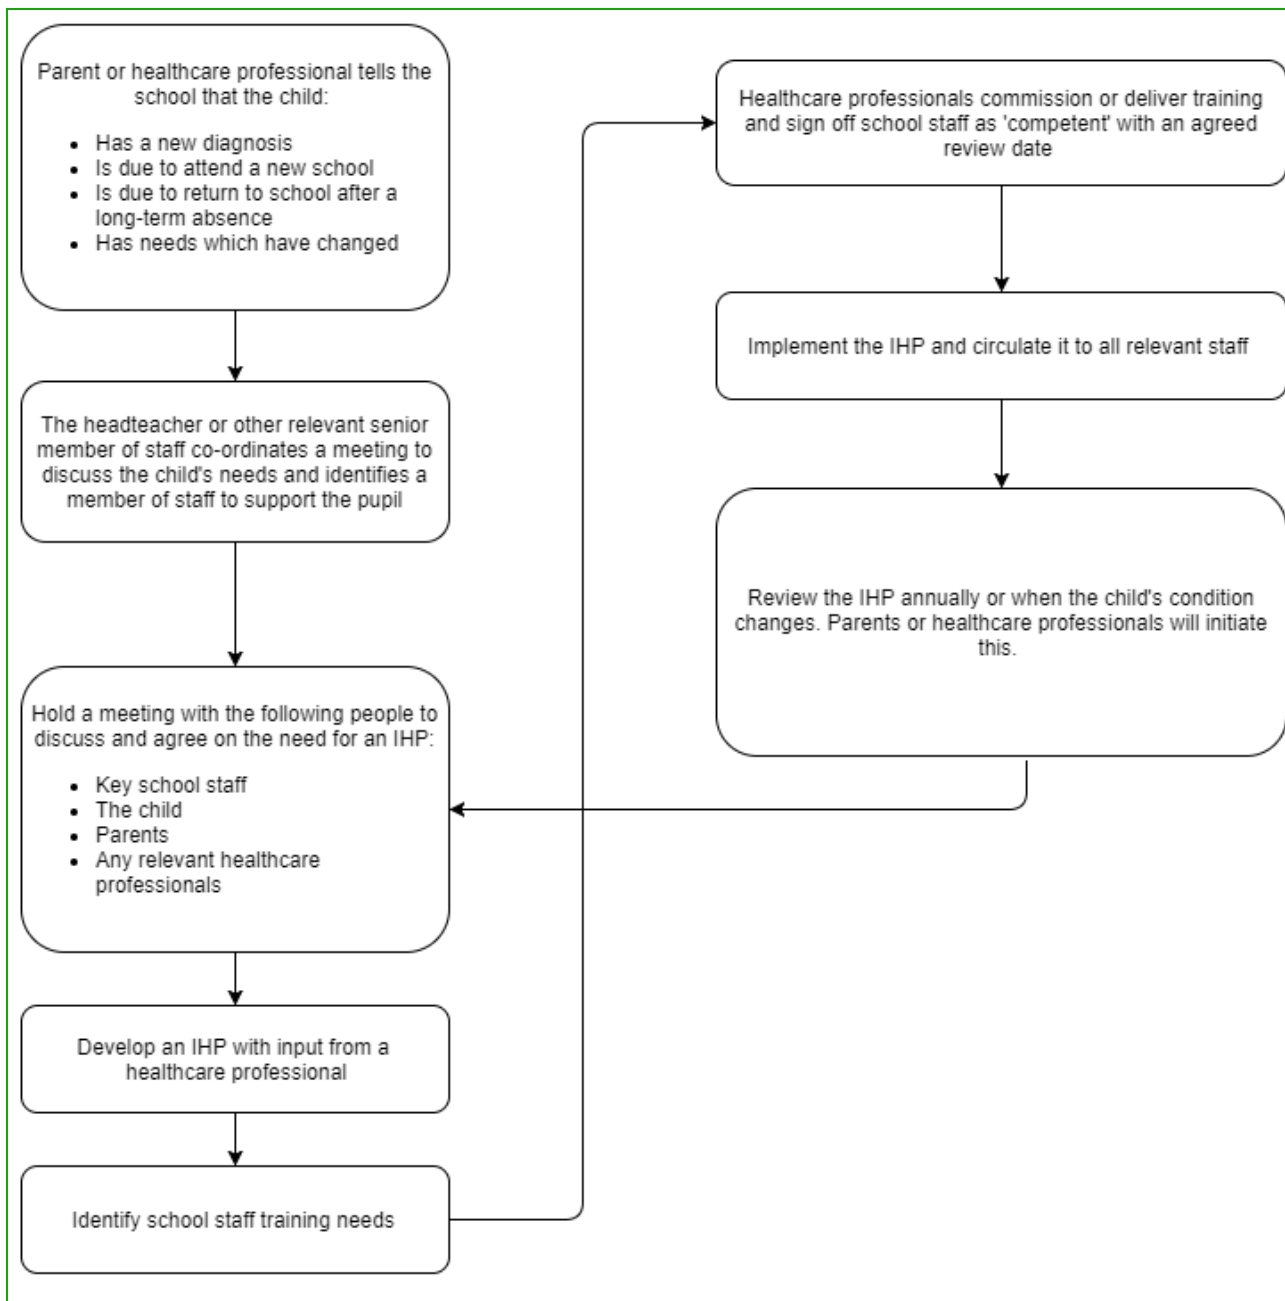 Parent or healthcare professional tells the
school that the child:
• Has a new diagnosis
• Is due to attend a new school
• Is due to return to school after a
long-term absence
• Has needs which have changed
The headteacher or other relevant senior
member of staff co-ordinates a meeting to
discuss the child's needs and identifies a
member of staff to support the pupil
Hold a meeting with the following people to
discuss and agree on the need for an IHP:
• Key school staff
• The child
• Parents
• Any relevant healthcare
professionals
Develop an IHP with input from a
healthcare professional
Identify school staff training needs
Healthcare professionals commission or deliver training
and sign off school staff as 'competent' with an agreed
review date
Implement the IHP and circulate it to all relevant staff
Review the IHP annually or when the child's condition
changes. Parents or healthcare professionals will initiate
this.